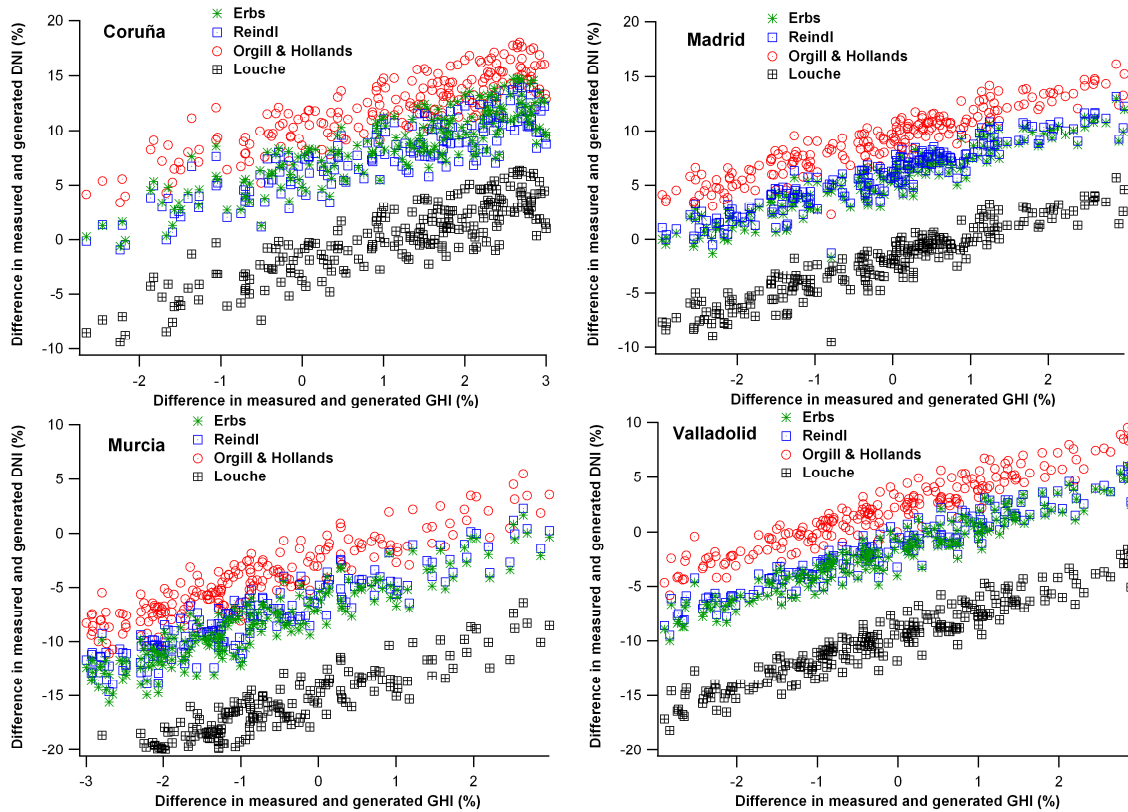 Coruña
Erbs
Reindl
Orgill & Hollands
Louche
Difference in measured and generated DNI (%)
20
15
10
5
0
-5
-10
-2
-1
0
1
2
3
Difference in measured and generated GHI (%)
Madrid
Erbs
Reindl
Orgill & Hollands
Louche
Difference in measured and generated DNI (%)
20
15
10
5
0
-5
-10
-2
-1
0
1
2
Difference in measured and generated GHI (%)
Murcia
Erbs
Reindl
Orgill & Hollands
Louche
Difference in measured and generated DNI (%)
10
5
0
-5
-10
-15
-20
-3
-2
-1
0
1
2
Difference in measured and generated GHI (%)
Valladolid
Erbs
Reindl
Orgill & Hollands
Louche
Difference in measured and generated DNI (%)
10
5
0
-5
-10
-15
-20
-2
-1
0
1
2
Difference in measured and generated GHI (%)